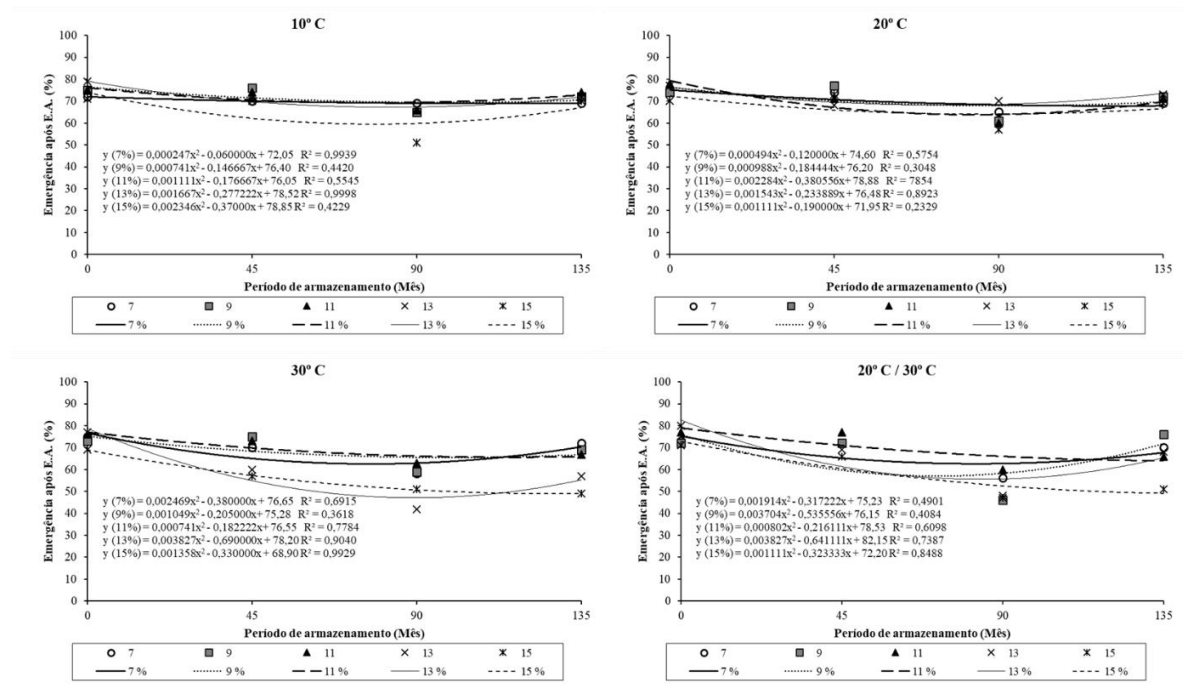 10º C
Emergência após E.A. (%)
100
90
80
70
60
50
40
30
20
10
0
y (7%) = 0,000247x² - 0,060000x + 72,05 R² = 0,9939
y (9%) = 0,000741x² - 0,146667x + 76,40 R² = 0,4420
y (11%) = 0,001111x² - 0,176667x + 76,05 R² = 0,5545
y (13%) = 0,001667x² - 0,277222x + 78,52 R² = 0,9998
y (15%) = 0,002346x² - 0,37000x + 78,85 R² = 0,4229
0 45 90 135
Período de armazenamento (Mês)
7 9 11 13 15
7 % 9 % 11 % 13 % 15 %
20º C
Emergência após E.A. (%)
100
90
80
70
60
50
40
30
20
10
0
y (7%) = 0,000494x² - 0,120000x + 74,60 R² = 0,5754
y (9%) = 0,000988x² - 0,184444x + 76,20 R² = 0,3048
y (11%) = 0,002284x² - 0,380556x + 78,88 R² = 7854
y (13%) = 0,001543x² - 0,233889x + 76,48 R² = 0,8923
y (15%) = 0,001111x² - 0,190000x + 71,95 R² = 0,2329
0 45 90 135
Período de armazenamento (Mês)
7 9 11 13 15
7 % 9 % 11 % 13 % 15 %
30º C
Emergência após E.A. (%)
100
90
80
70
60
50
40
30
20
10
0
y (7%) = 0,002469x² - 0,380000x + 76,65 R² = 0,6915
y (9%) = 0,001049x² - 0,205000x + 75,28 R² = 0,3618
y (11%) = 0,000741x² - 0,182222x + 76,55 R² = 0,7784
y (13%) = 0,003827x² - 0,690000x + 78,20 R² = 0,9040
y (15%) = 0,001358x² - 0,330000x + 68,90 R² = 0,9929
0 45 90 135
Período de armazenamento (Mês)
7 9 11 13 15
7 % 9 % 11 % 13 % 15 %
20º C / 30º C
Emergência após E.A. (%)
100
90
80
70
60
50
40
30
20
10
0
y (7%) = 0,001914x² - 0,317222x + 75,23 R² = 0,4901
y (9%) = 0,003704x² - 0,535556x + 76,15 R² = 0,4084
y (11%) = 0,000802x² - 0,216111x + 78,53 R² = 0,6098
y (13%) = 0,003827x² - 0,641111x + 82,15 R² = 0,7387
y (15%) = 0,001111x² - 0,323333x + 72,20 R² = 0,8488
0 45 90 135
Período de armazenamento (Mês)
7 9 11 13 15
7 % 9 % 11 % 13 % 15 %